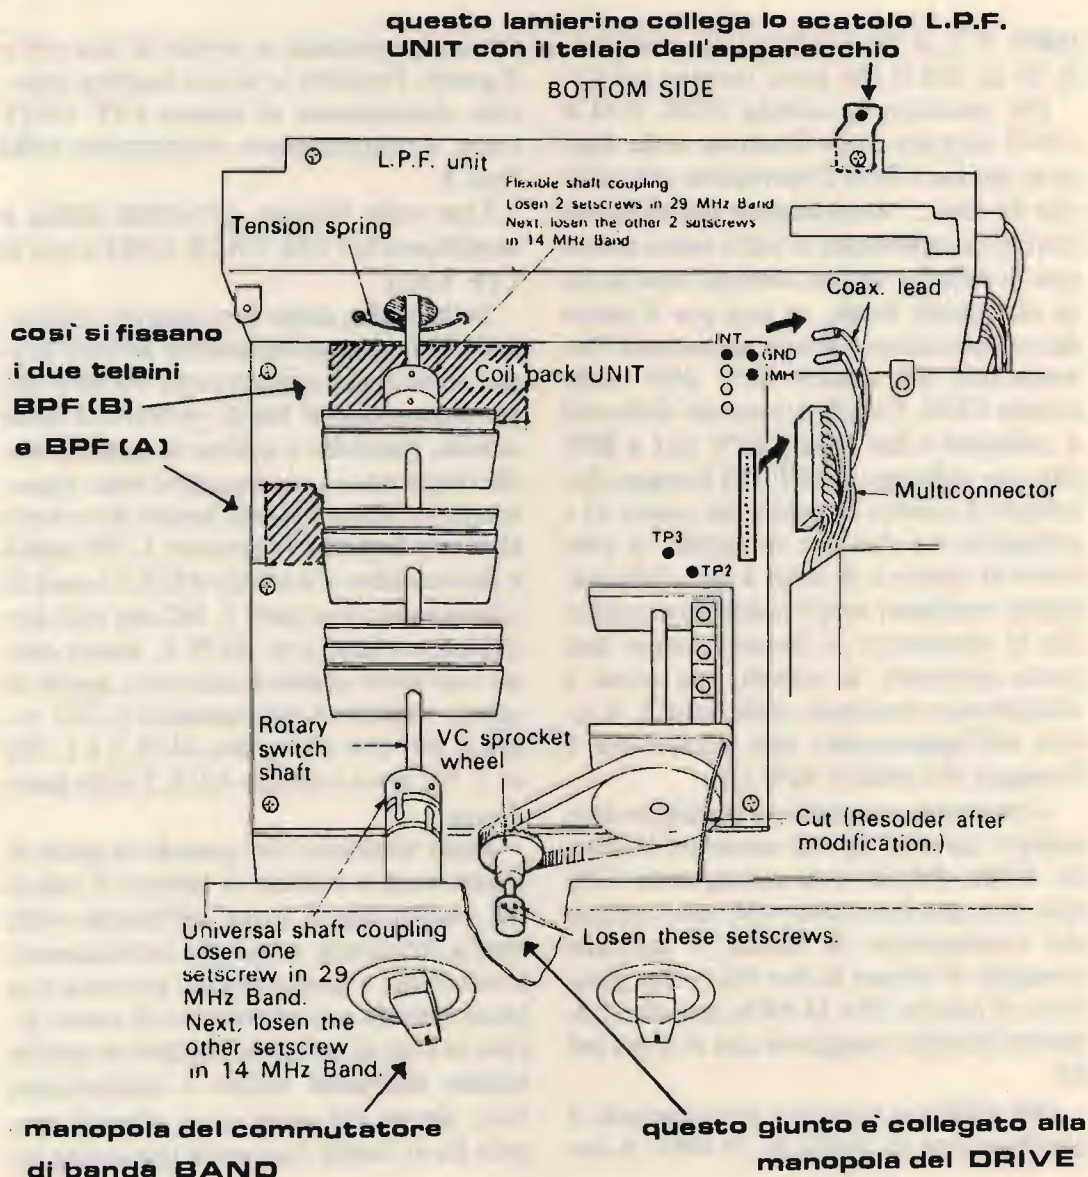 questo lamierino collega lo scatolo L.P.F.
UNIT con il telaio dell'apparecchio
BOTTOM SIDE
L.P.F. unit
Flexible shaft coupling
Losen 2 setscrews in 29 MHz Band
Next, losen the other 2 setscrews
in 14 MHz Band
Tension spring
Coax. lead
così si fissano
i due telaini
BPF (B)
e BPF (A)
INT
GND
Coil pack UNIT
Multiconnector
TP3
TP2
Rotary
switch
shaft
VC sprocket
wheel
Cut (Resolder after
modification.)
Universal shaft coupling
Losen one
setscrew in 29
MHz Band.
Next, losen the
other setscrew
in 14 MHz Band.
Losen these setscrews.
manopola del commutatore
di banda BAND
questo giunto è collegato alla
manopola del DRIVE